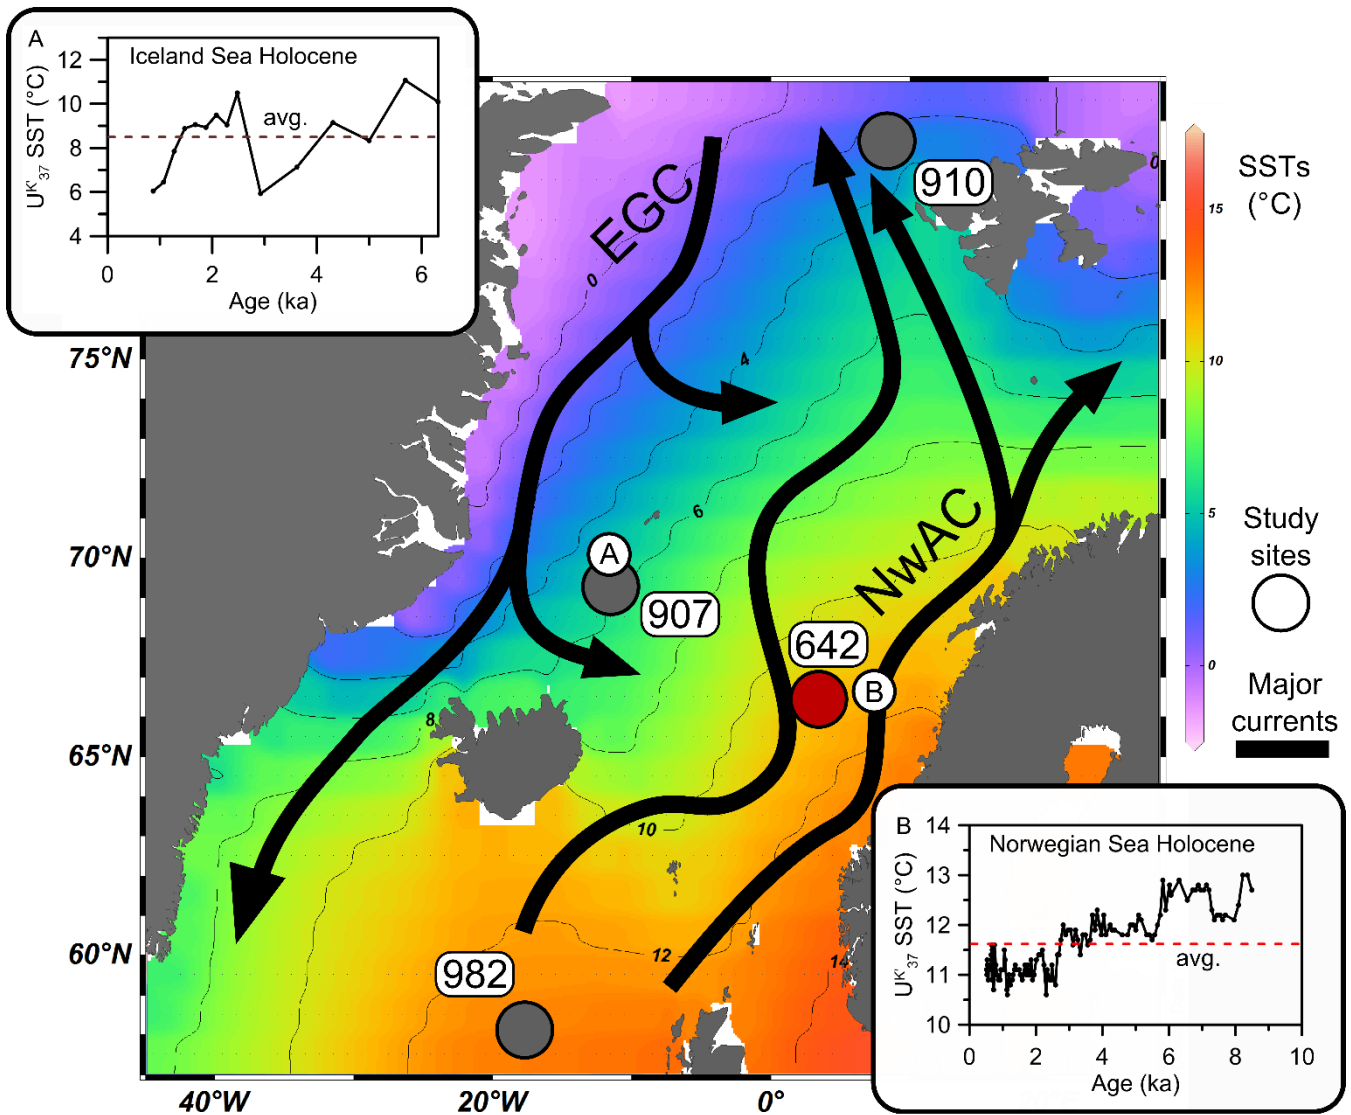 A
Iceland Sea Holocene
avg.
12
10
8
6
4
0
2
4
6
Uᴷ'₃₇ SST (°C)
Age (ka)
EGC
0
4
6
8
10
12
14
0
910
A
907
NwAC
642
B
982
75°N
70°N
65°N
60°N
40°W
20°W
0°
SSTs
(°C)
15
10
5
0
Study
sites
Major
currents
B
Norwegian Sea Holocene
avg.
14
13
12
11
10
0
2
4
6
8
10
Uᴷ'₃₇ SST (°C)
Age (ka)